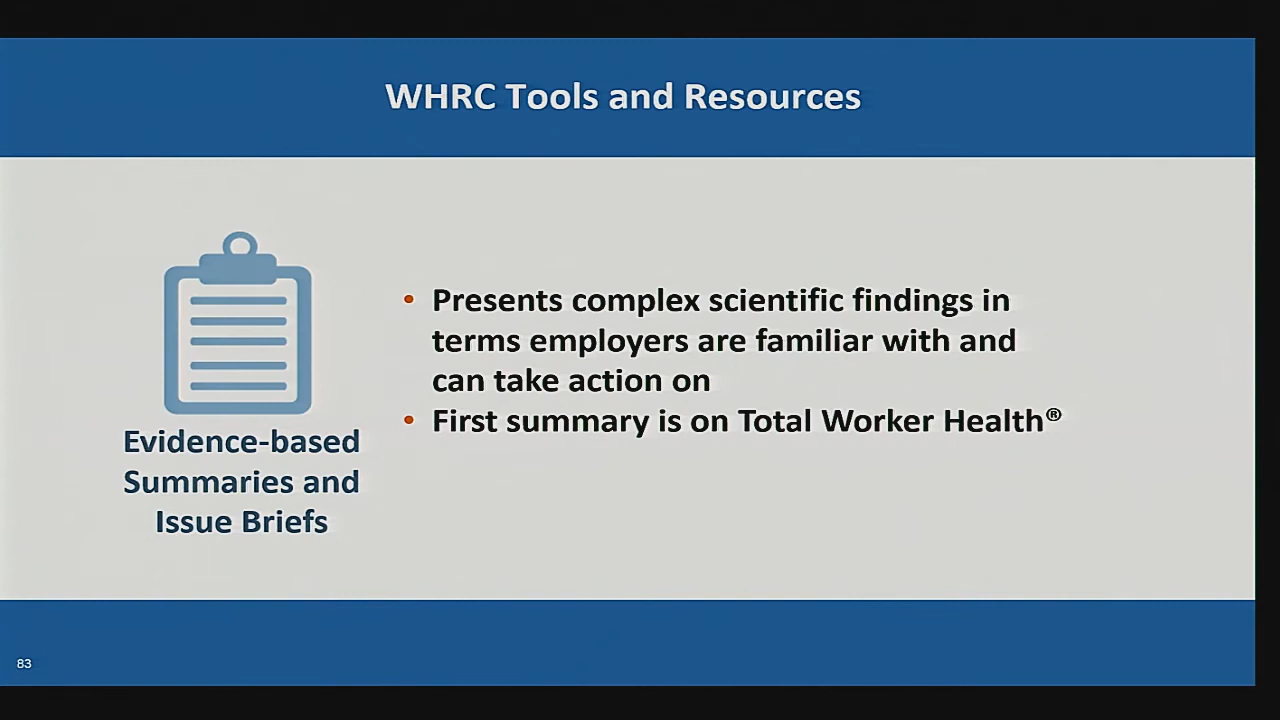 WHRC Tools and Resources
• Presents complex scientific findings in
terms employers are familiar with and
can take action on
• First summary is on Total Worker Health®
Evidence-based
Summaries and
Issue Briefs
83